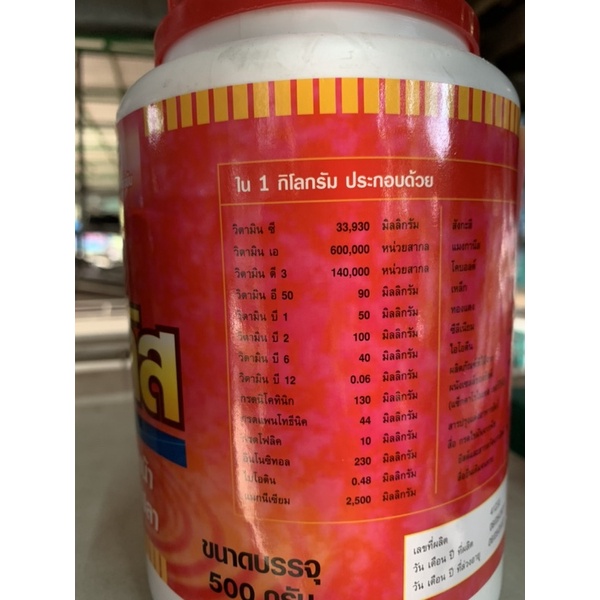 ใน 1 กิโลกรัม ประกอบด้วย
วิตามิน ซี 33,930 มิลลิกรัม สังกะสี
วิตามิน เอ 600,000 หน่วยสากล แมงกานีส
วิตามิน ดี 3 140,000 หน่วยสากล โคบอลต์
วิตามิน อี 50 90 มิลลิกรัม เหล็ก
วิตามิน บี 1 50 มิลลิกรัม ทองแดง
วิตามิน บี 2 100 มิลลิกรัม ซีลีเนียม
วิตามิน บี 6 40 มิลลิกรัม ไอโอดีน
วิตามิน บี 12 0.06 มิลลิกรัม
กรดนิโคทินิก 130 มิลลิกรัม
กรดแพนโทธีนิค 44 มิลลิกรัม
กรดโฟลิค 10 มิลลิกรัม
อินโนซิทอล 230 มิลลิกรัม
ไบโอติน 0.48 มิลลิกรัม
แมกนีเซียม 2,500 มิลลิกรัม
ขนาดบรรจุ
500 กรัม
เลขที่ผลิต
วัน เดือน ปี ที่ผลิต
วัน เดือน ปี ที่ล่วงอายุ